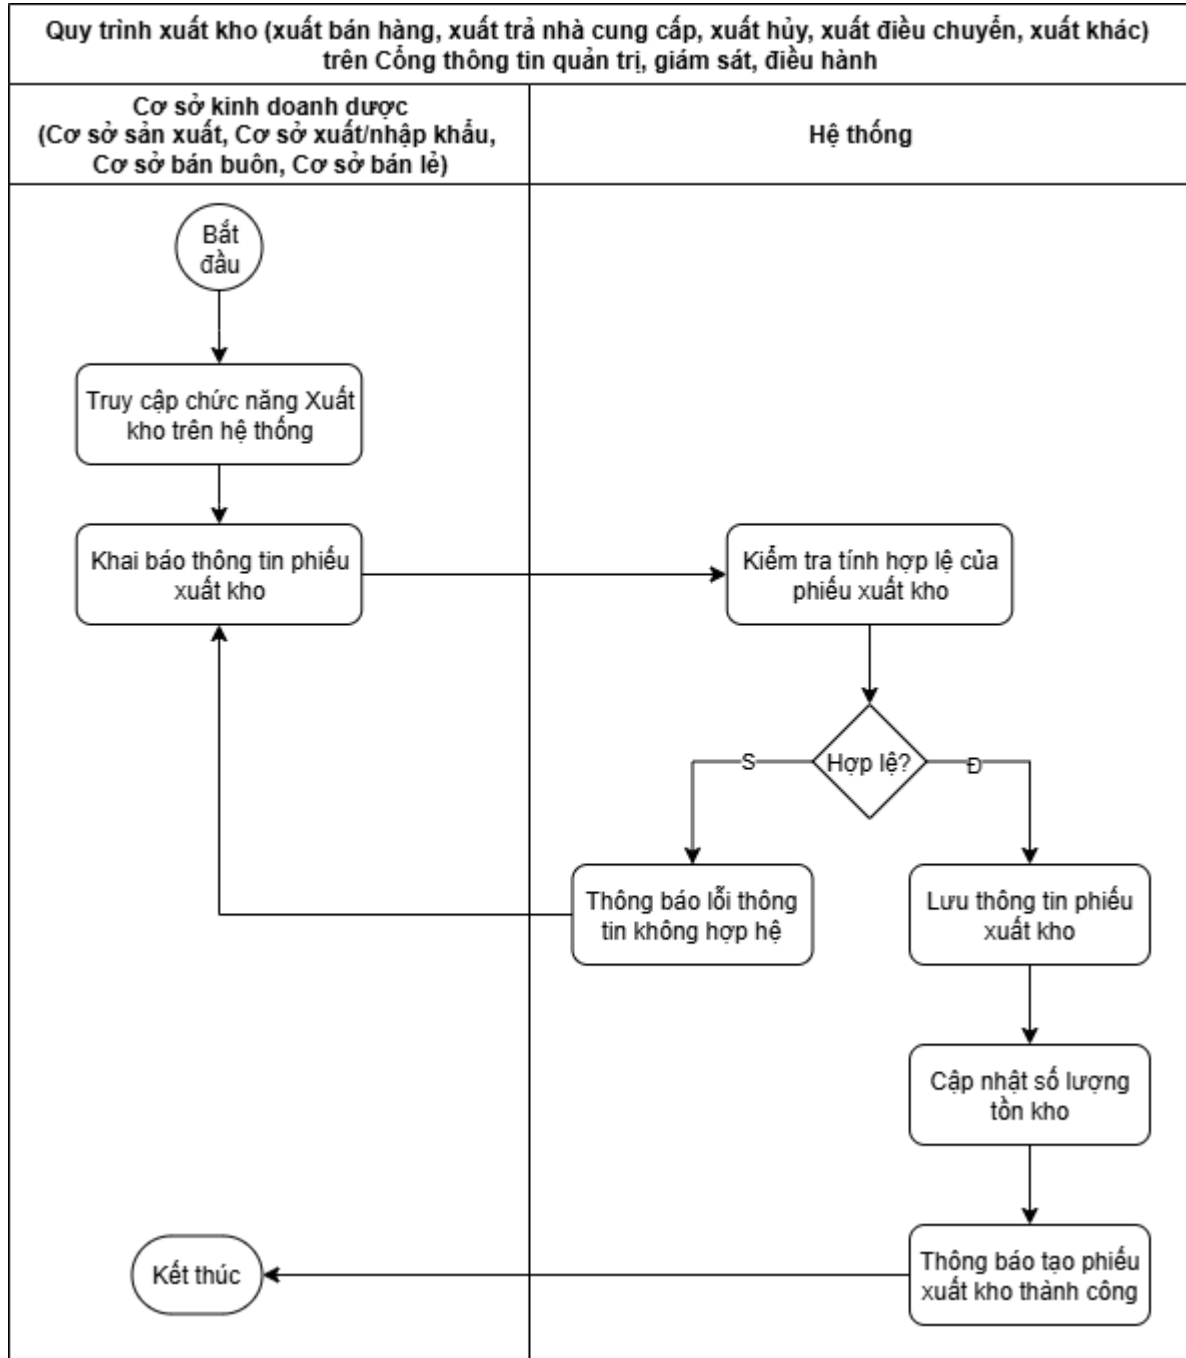 Quy trình xuất kho (xuất bán hàng, xuất trả nhà cung cấp, xuất hủy, xuất điều chuyển, xuất khác)
trên Cổng thông tin quản trị, giám sát, điều hành
Cơ sở kinh doanh dược
(Cơ sở sản xuất, Cơ sở xuất/nhập khẩu,
Cơ sở bán buôn, Cơ sở bán lẻ)
Hệ thống
Bắt
đầu
Truy cập chức năng Xuất
kho trên hệ thống
Khai báo thông tin phiếu
xuất kho
Kiểm tra tính hợp lệ của
phiếu xuất kho
Hợp lệ?
S
Đ
Thông báo lỗi thông
tin không hợp hệ
Lưu thông tin phiếu
xuất kho
Cập nhật số lượng
tồn kho
Thông báo tạo phiếu
xuất kho thành công
Kết thúc